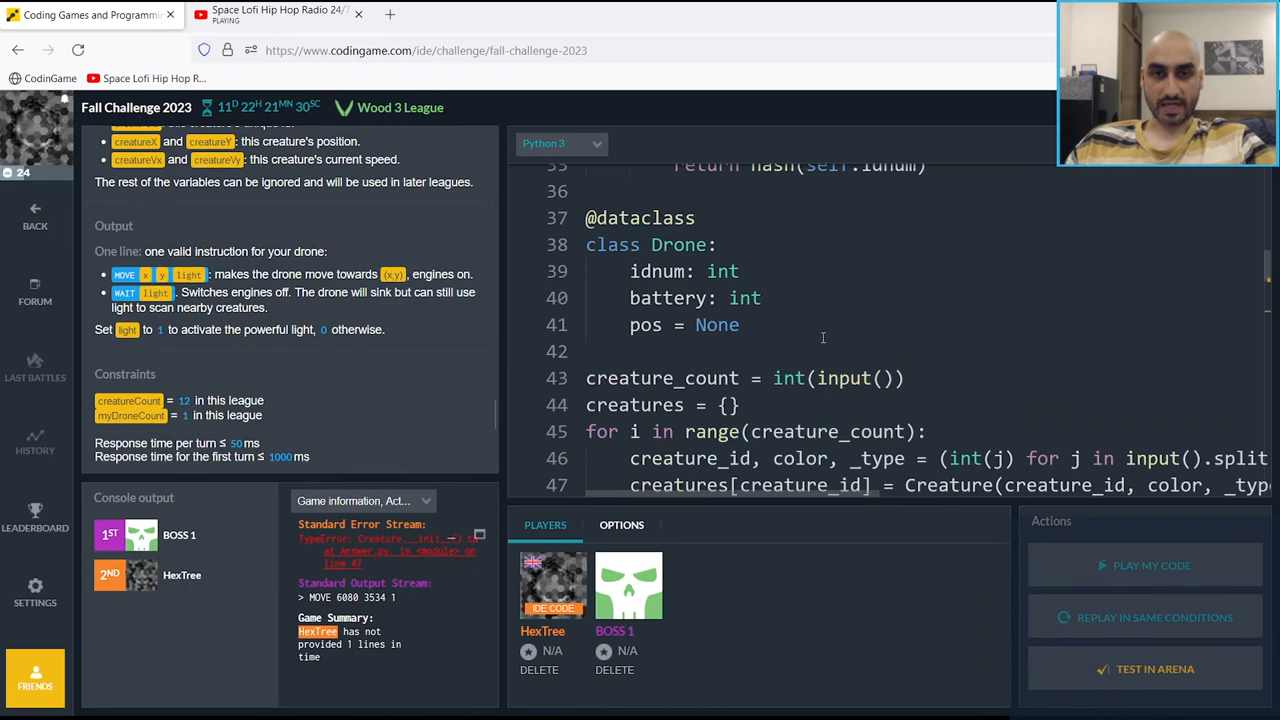 Coding Games and Programmin
Space Lofi Hip Hop Radio 24/7
PLAYING
https://www.codingame.com/ide/challenge/fall-challenge-2023
CodinGame
Space Lofi Hip Hop R...
Fall Challenge 2023
11D 22H 21MN 30SC
Wood 3 League
24
BACK
FORUM
LAST BATTLES
HISTORY
LEADERBOARD
SETTINGS
FRIENDS
creatureX and creatureY: this creature's position.
creatureVx and creatureVy: this creature's current speed.
The rest of the variables can be ignored and will be used in later leagues.
Output
One line: one valid instruction for your drone:
MOVE x y light: makes the drone move towards (x,y), engines on.
WAIT light. Switches engines off. The drone will sink but can still use
light to scan nearby creatures.
Set light to 1 to activate the powerful light, 0 otherwise.
Constraints
creatureCount = 12 in this league
myDroneCount = 1 in this league
Response time per turn ≤ 50 ms
Response time for the first turn ≤ 1000 ms
Python 3
35 return hash(self.idnum)
36
37 @dataclass
38 class Drone:
39 idnum: int
40 battery: int
41 pos = None
42
43 creature_count = int(input())
44 creatures = {}
45 for i in range(creature_count):
46 creature_id, color, _type = (int(j) for j in input().split
47 creatures[creature_id] = Creature(creature_id, color, _type
Console output
1ST BOSS 1
2ND HexTree
Game information, Act...
Standard Error Stream:
TypeError: Creature.__init__() to
at Answer.py. in <module> on
line 47
Standard Output Stream:
> MOVE 6080 3534 1
Game Summary:
HexTree has not
provided 1 lines in
time
PLAYERS
OPTIONS
IDE CODE
HexTree
BOSS 1
N/A
N/A
DELETE
DELETE
Actions
PLAY MY CODE
REPLAY IN SAME CONDITIONS
TEST IN ARENA